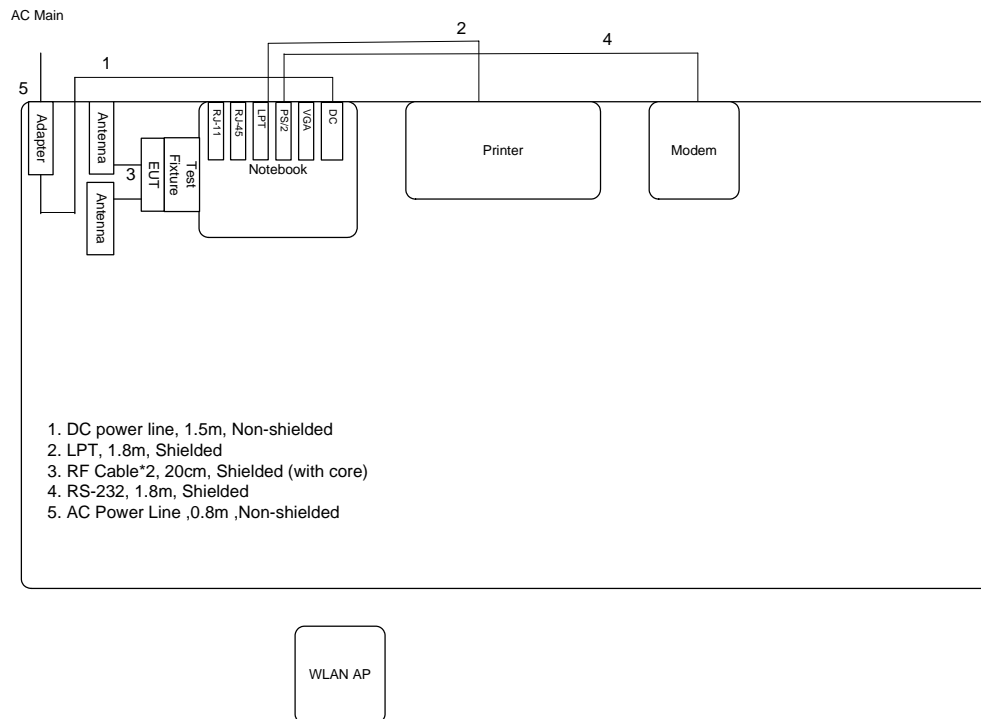 AC Main
2
4
1
5
Adapter
Antenna
Antenna
3
EUT
Test
Fixture
RJ-11
RJ-45
LPT
PS/2
VGA
DC
Notebook
Printer
Modem
1. DC power line, 1.5m, Non-shielded
2. LPT, 1.8m, Shielded
3. RF Cable*2, 20cm, Shielded (with core)
4. RS-232, 1.8m, Shielded
5. AC Power Line ,0.8m ,Non-shielded
WLAN AP